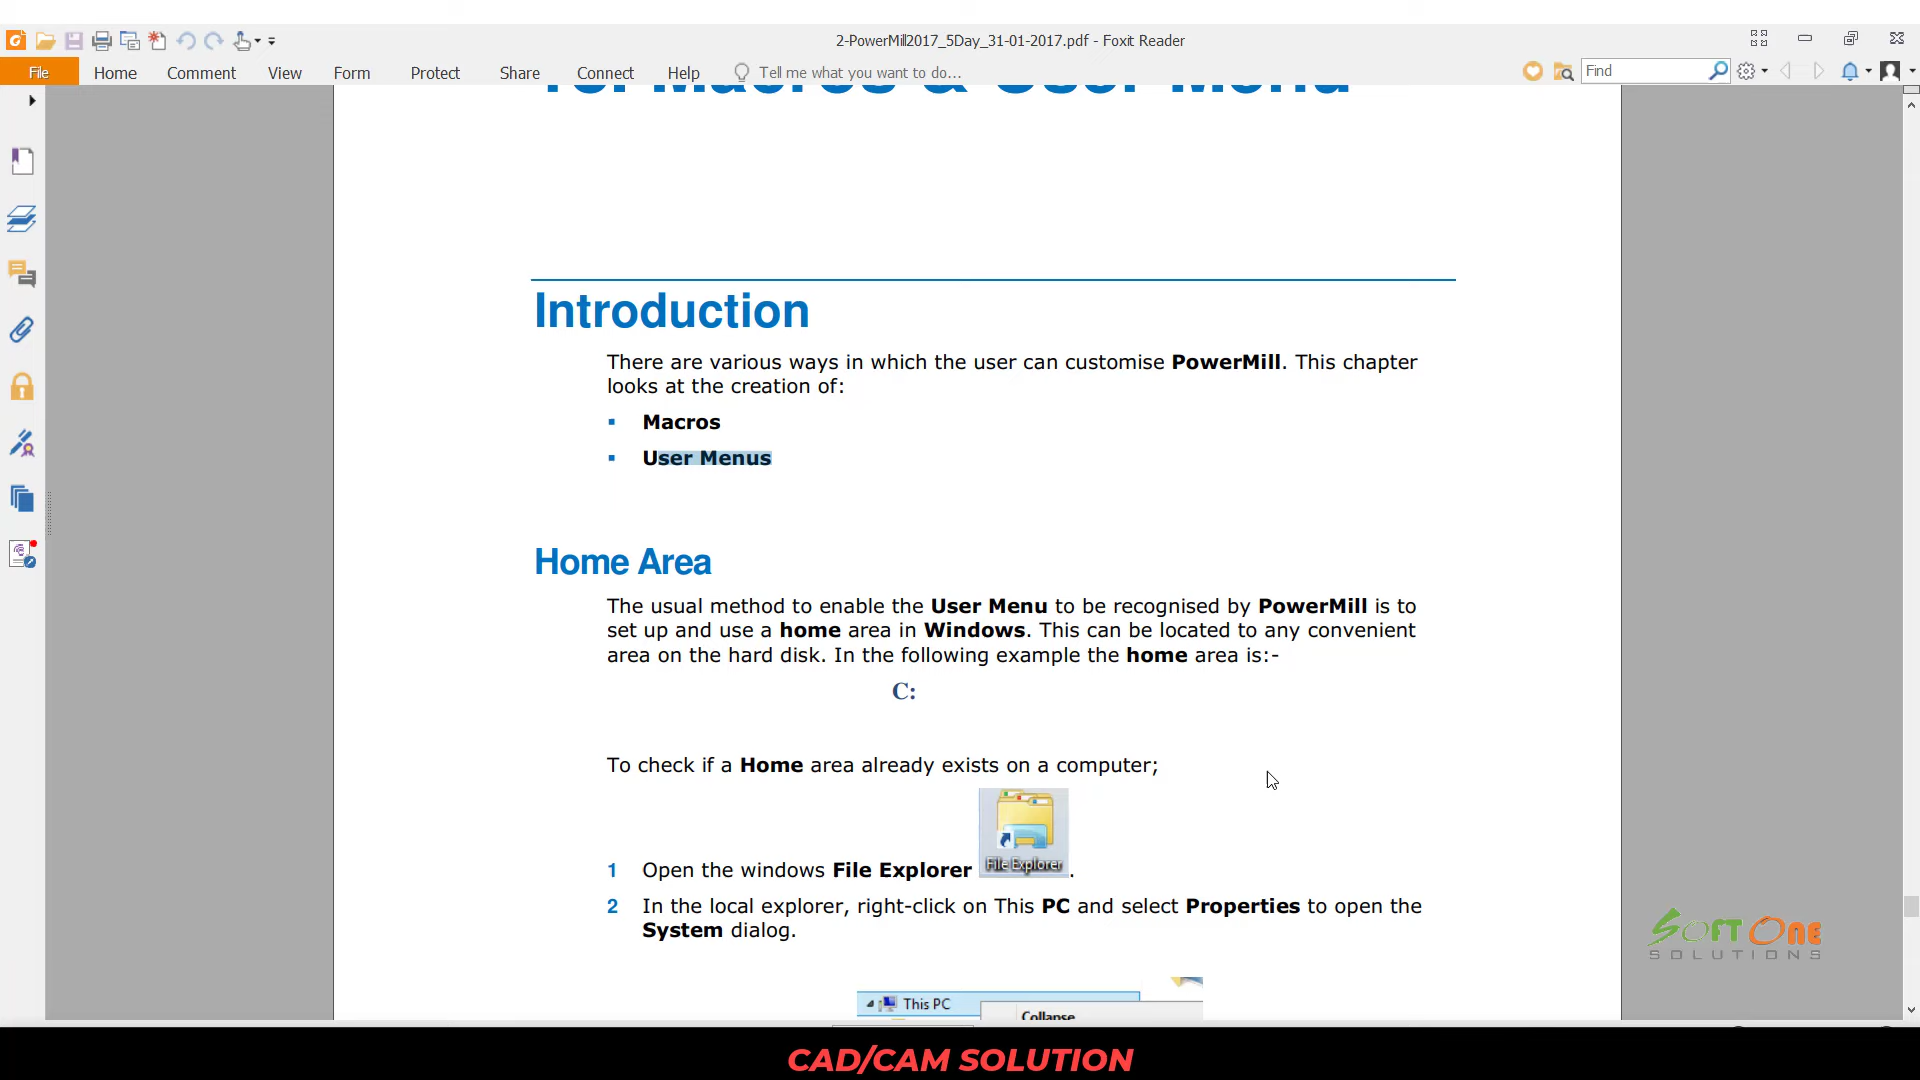 2-PowerMill2017_5Day_31-01-2017.pdf - Foxit Reader
File Home Comment View Form Protect Share Connect Help Tell me what you want to do... Find
Macros & User Menu
Introduction
There are various ways in which the user can customise PowerMill. This chapter
looks at the creation of:
▪ Macros
▪ User Menus
Home Area
The usual method to enable the User Menu to be recognised by PowerMill is to
set up and use a home area in Windows. This can be located to any convenient
area on the hard disk. In the following example the home area is:-
C:
To check if a Home area already exists on a computer;
File Explorer
1 Open the windows File Explorer .
2 In the local explorer, right-click on This PC and select Properties to open the
System dialog.
SOFT ONE
SOLUTIONS
This PC
Collapse
CAD/CAM SOLUTION